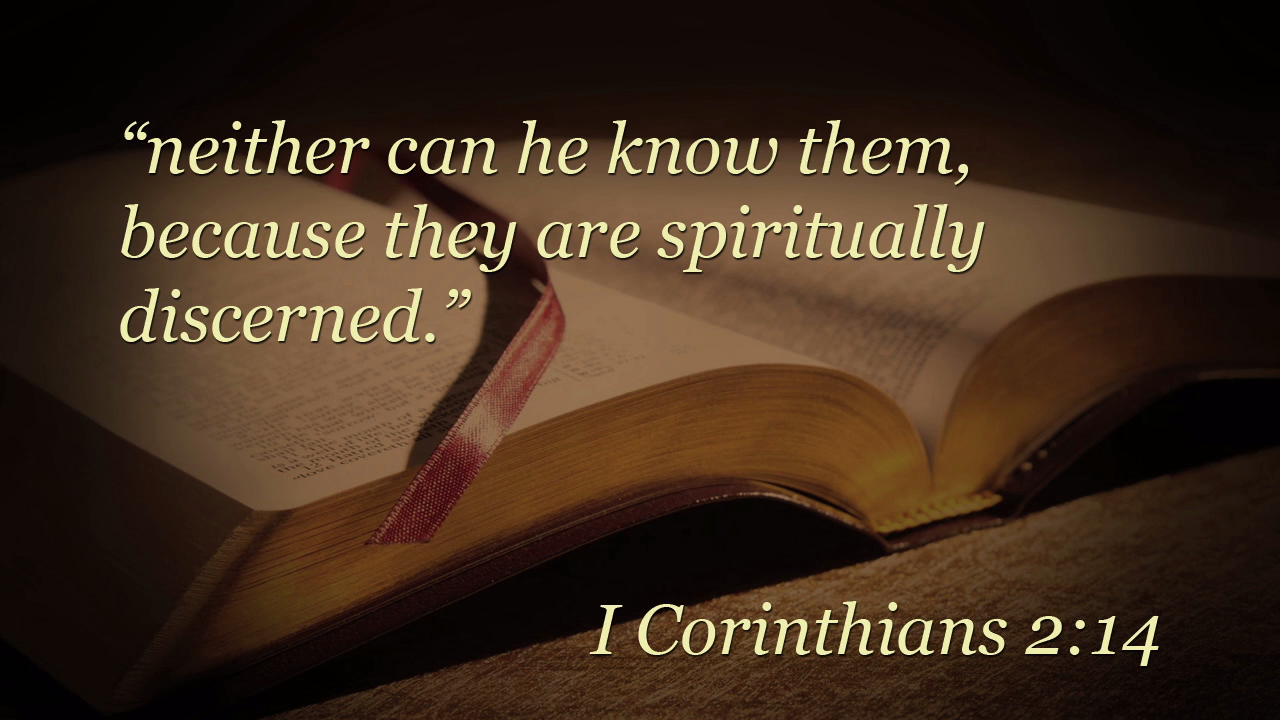 “neither can he know them,
because they are spiritually
discerned.”
I Corinthians 2:14